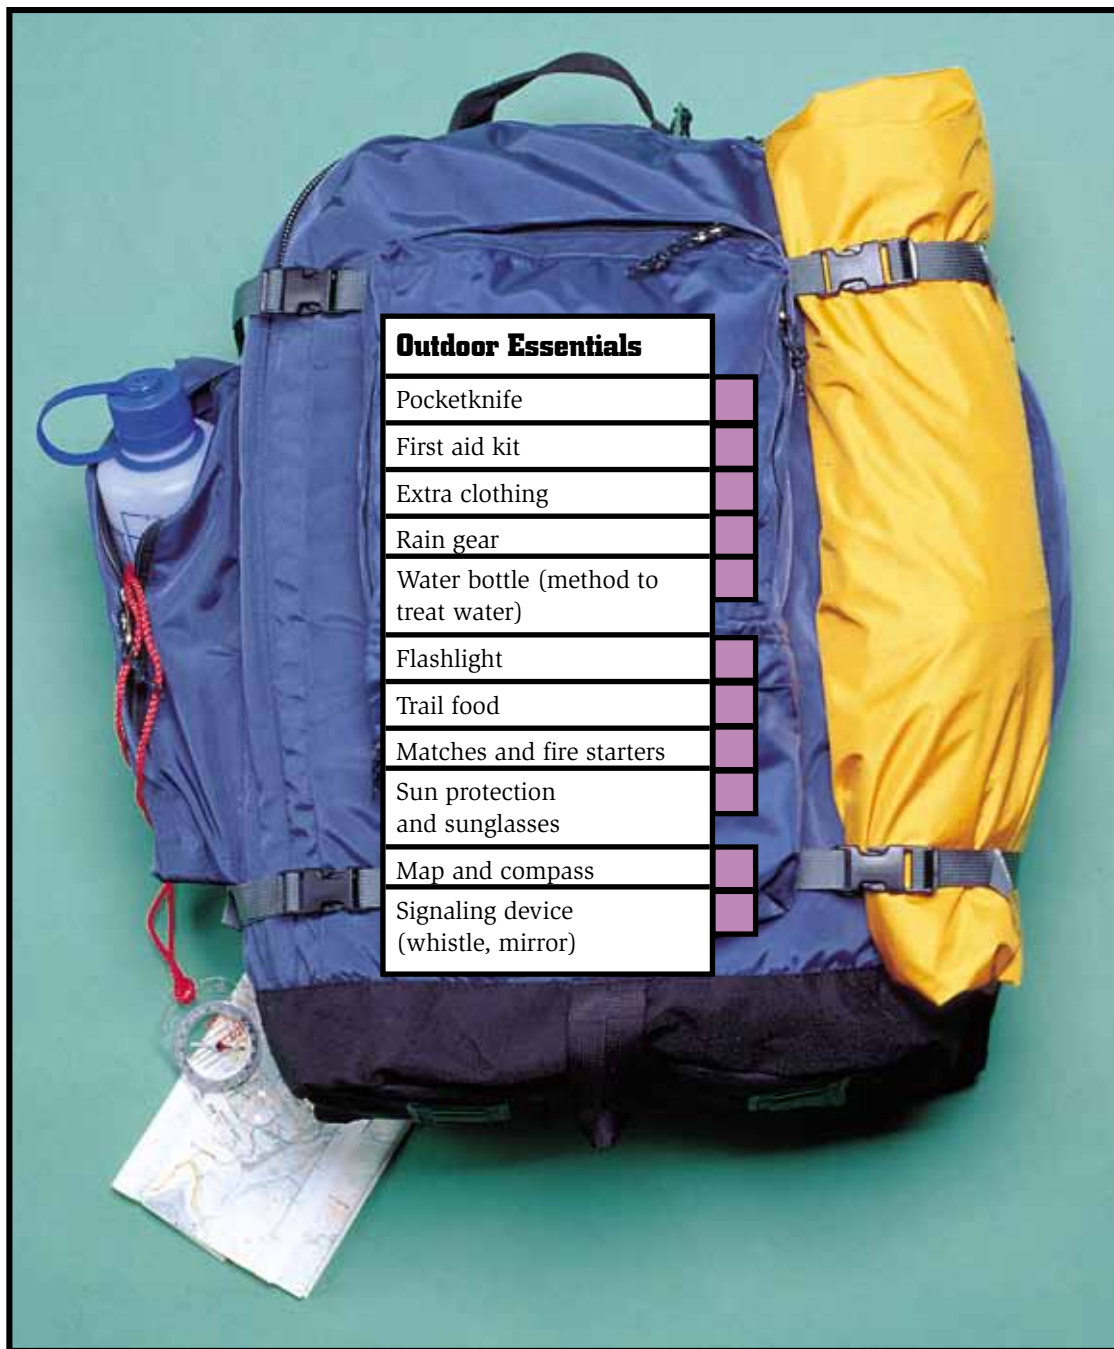 Outdoor Essentials
Pocketknife
First aid kit
Extra clothing
Rain gear
Water bottle (method to
treat water)
Flashlight
Trail food
Matches and fire starters
Sun protection
and sunglasses
Map and compass
Signaling device
(whistle, mirror)